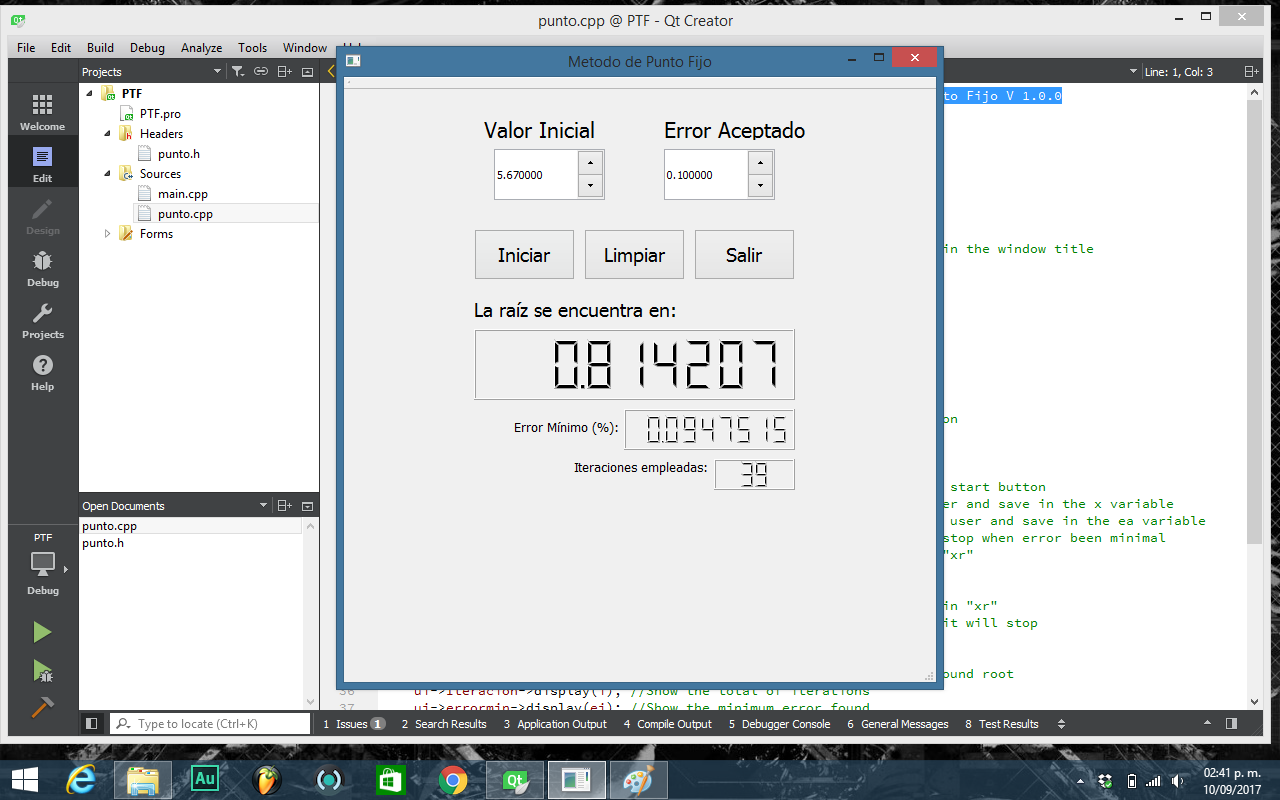 punto.cpp @ PTF - Qt Creator
File Edit Build Debug Analyze Tools Window
Metodo de Punto Fijo
Projects
Line: 1, Col: 3
PTF
to Fijo V 1.0.0
PTF.pro
Welcome
Headers
Valor Inicial Error Aceptado
punto.h
Edit
Sources
5.670000 0.100000
main.cpp
punto.cpp
Design
Forms
in the window title
Iniciar Limpiar Salir
Debug
La raíz se encuentra en:
Projects
0.814207
Help
on
Error Mínimo (%): 0.0947515
Iteraciones empleadas: 39
start button
er and save in the x variable
Open Documents
user and save in the ea variable
punto.cpp
stop when error been minimal
PTF
punto.h
"xr"
Debug
in "xr"
it will stop
ound root
36 ui->iteracion->display(i); //Show the total of iterations
37 ui->errormin->display(ei); //Show the minimum error found
Type to locate (Ctrl+K) 1 Issues 1 2 Search Results 3 Application Output 4 Compile Output 5 Debugger Console 6 General Messages 8 Test Results
Au
Qt
02:41 p. m.
10/09/2017